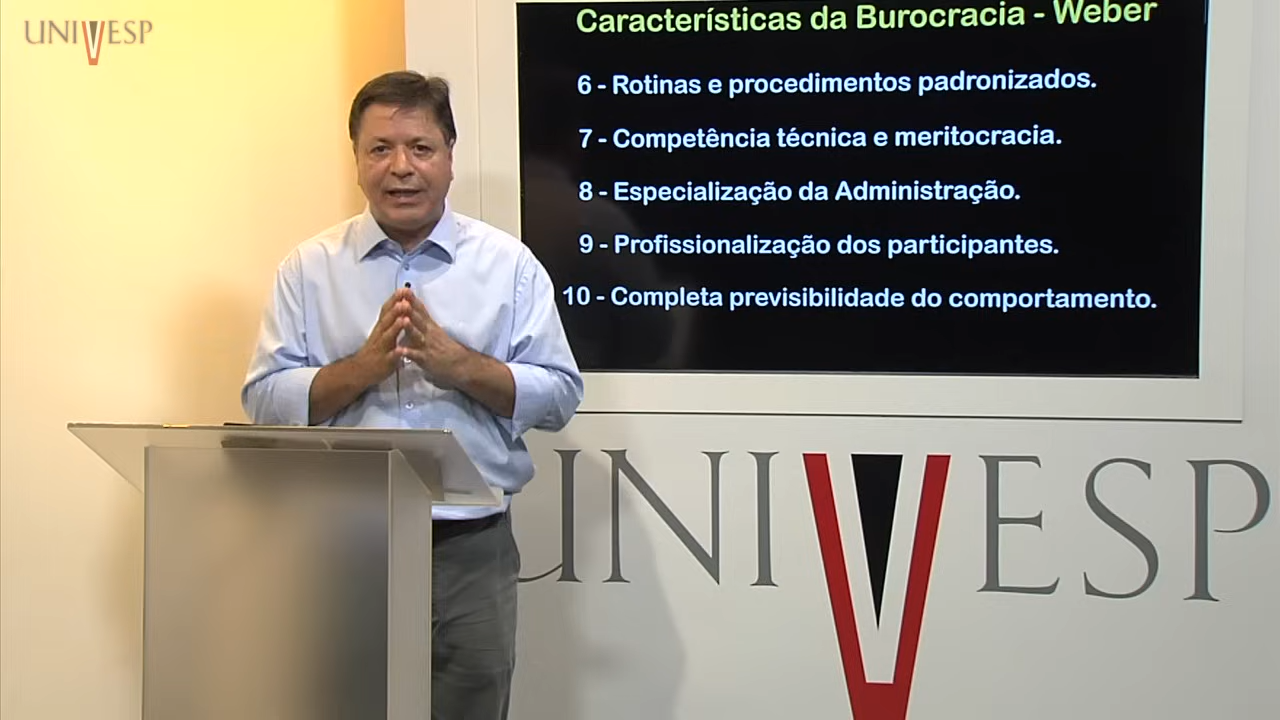 UNIVESP
Características da Burocracia - Weber
6 - Rotinas e procedimentos padronizados.
7 - Competência técnica e meritocracia.
8 - Especialização da Administração.
9 - Profissionalização dos participantes.
10 - Completa previsibilidade do comportamento.
UNIVESP